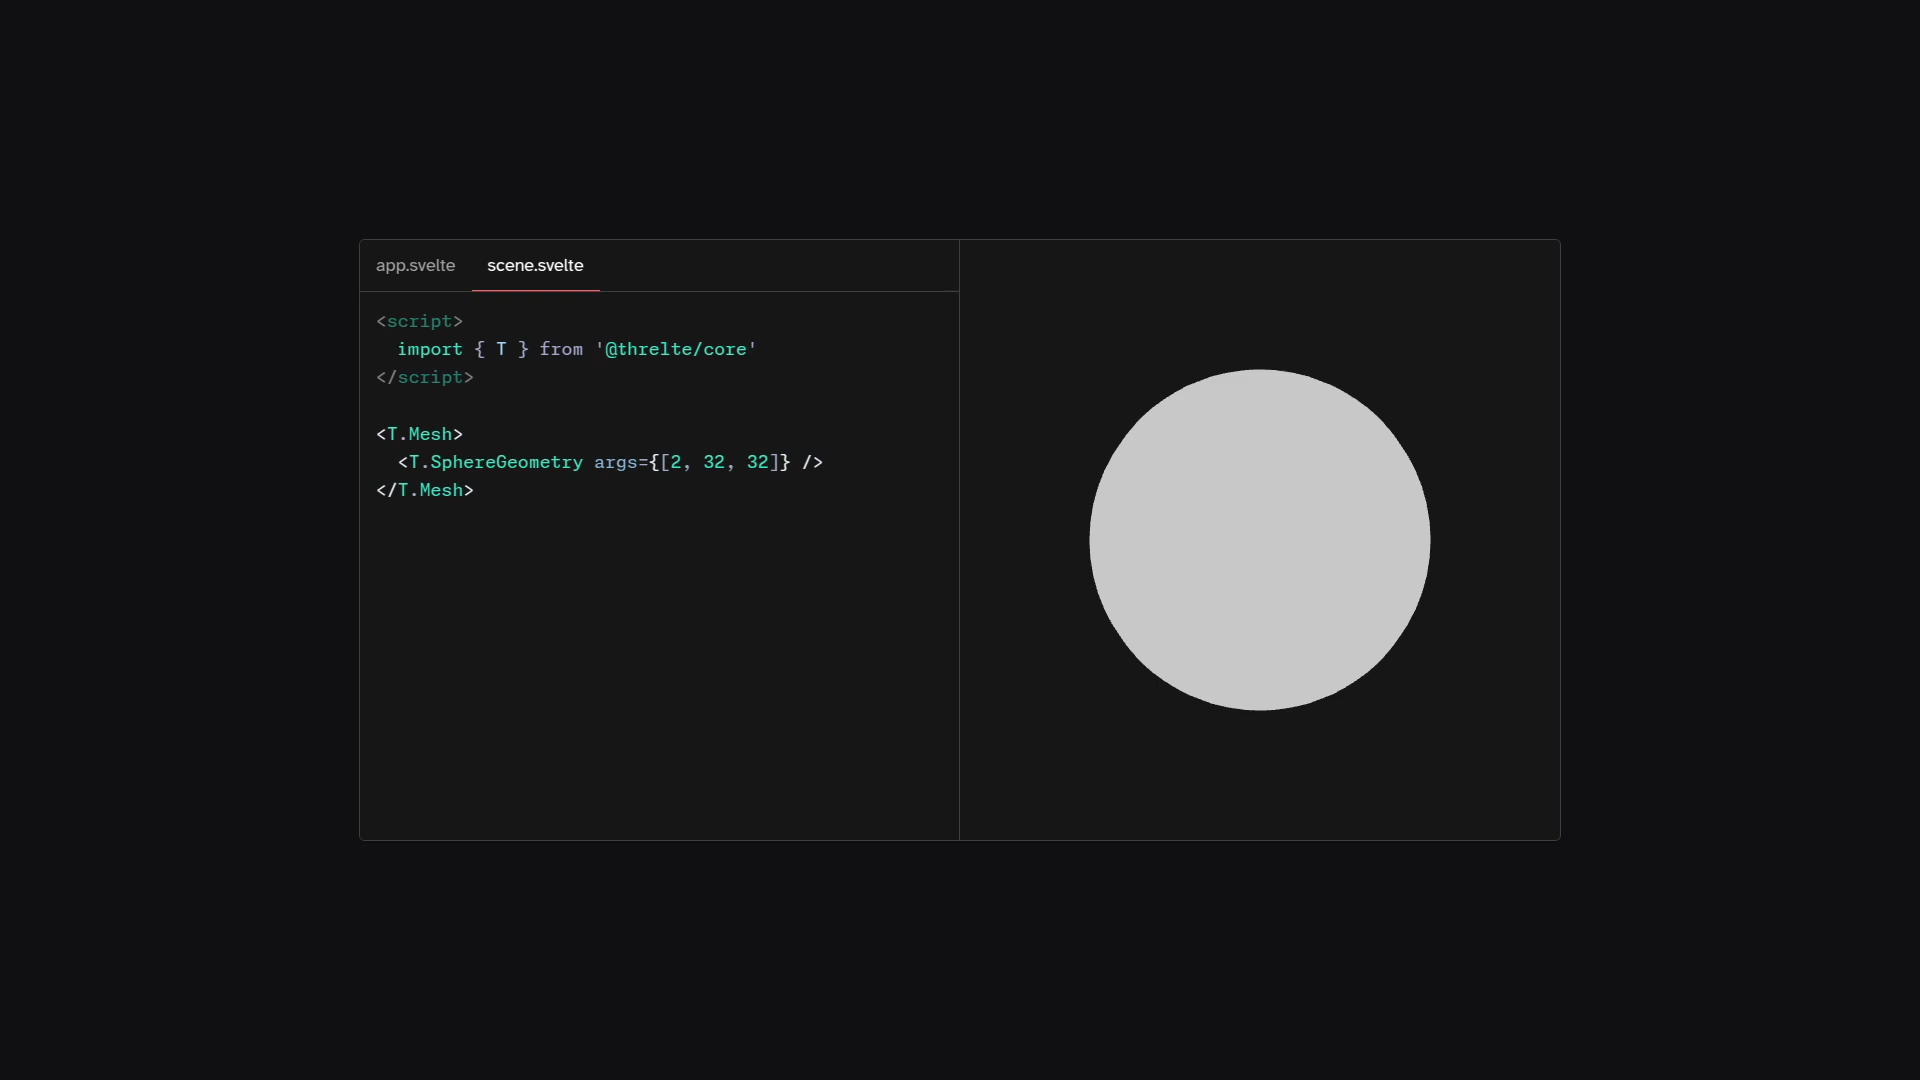 app.svelte scene.svelte
<script>
  import { T } from '@threlte/core'
</script>
<T.Mesh>
  <T.SphereGeometry args={[2, 32, 32]} />
</T.Mesh>